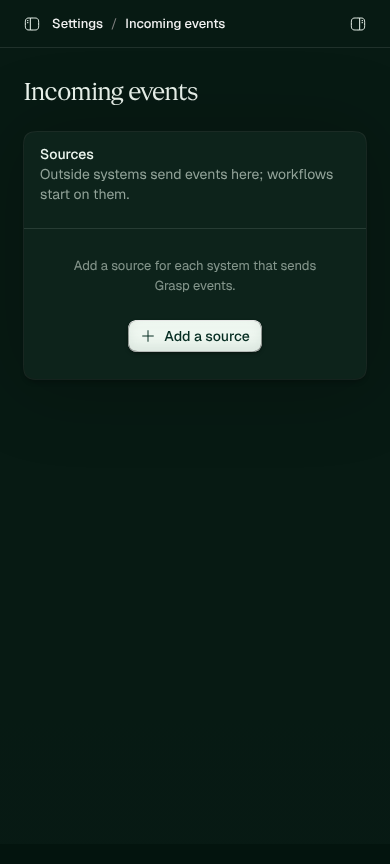 Settings / Incoming events
Incoming events
Sources
Outside systems send events here; workflows
start on them.
Add a source for each system that sends
Grasp events.
Add a source